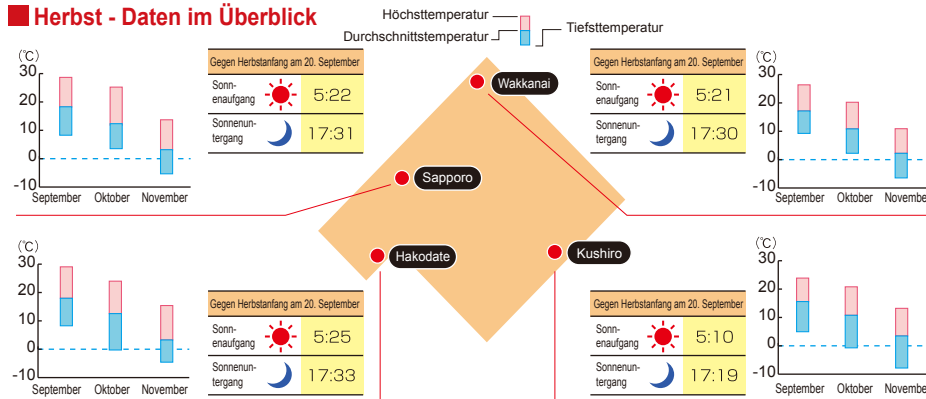 Herbst - Daten im Überblick
Höchsttemperatur
Durchschnittstemperatur
Tiefsttemperatur
(℃)
30
20
10
0
-10
September Oktober November
Gegen Herbstanfang am 20. September
Sonn-
enaufgang
5:22
Sonnenun-
tergang
17:31
Wakkanai
Sapporo
Hakodate
Kushiro
Gegen Herbstanfang am 20. September
Sonn-
enaufgang
5:21
Sonnenun-
tergang
17:30
(℃)
30
20
10
0
-10
September Oktober November
(℃)
30
20
10
0
-10
September Oktober November
Gegen Herbstanfang am 20. September
Sonn-
enaufgang
5:25
Sonnenun-
tergang
17:33
Gegen Herbstanfang am 20. September
Sonn-
enaufgang
5:10
Sonnenun-
tergang
17:19
(℃)
30
20
10
0
-10
September Oktober November